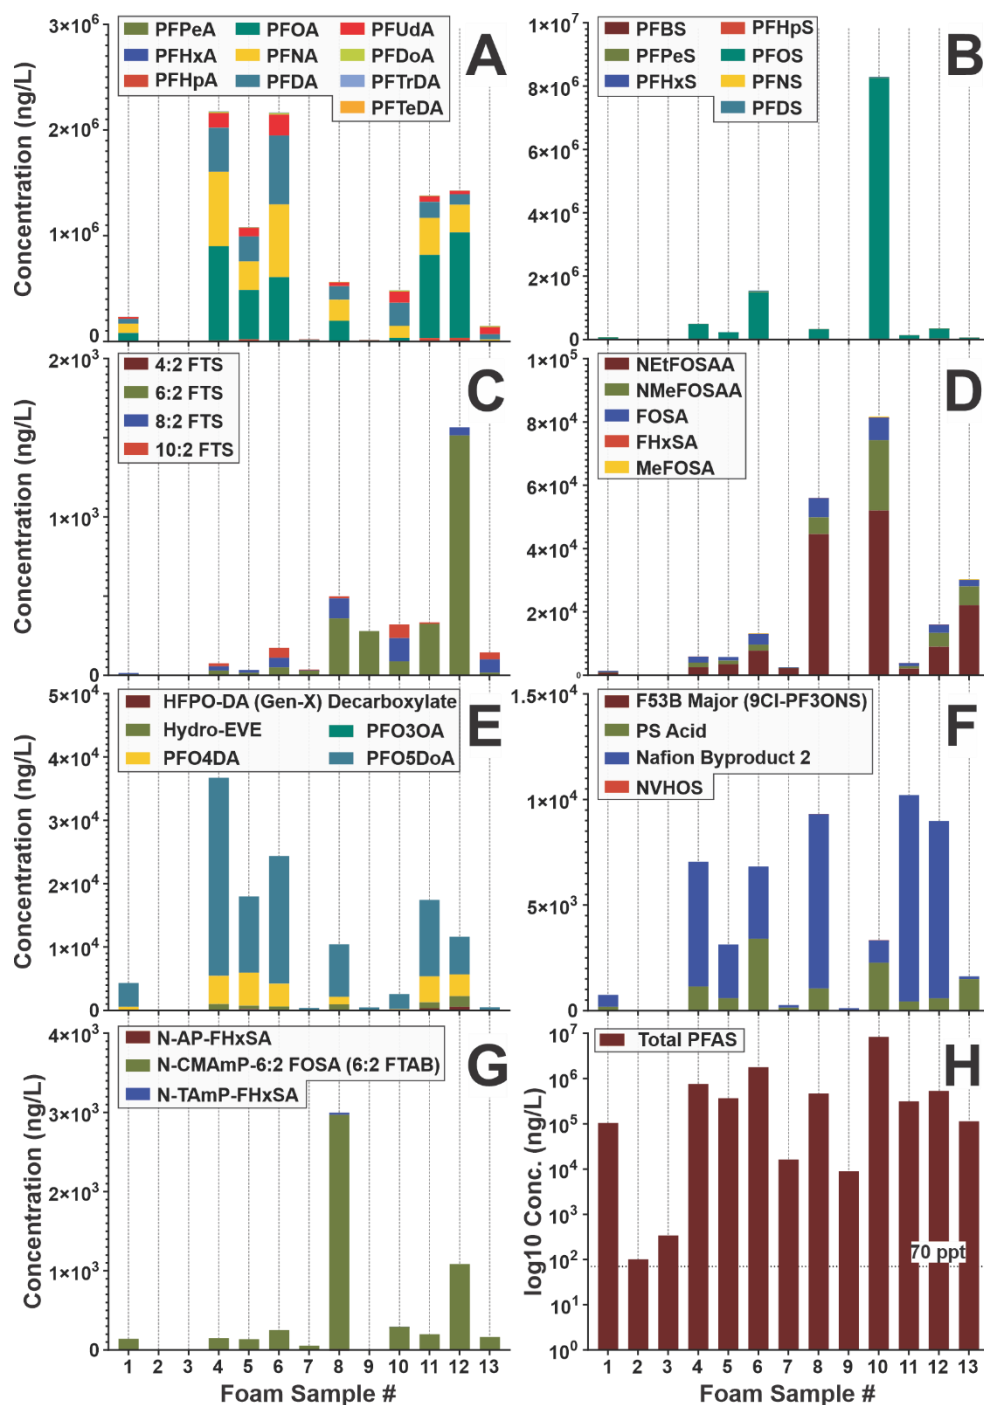 A
Concentration (ng/L)
3×10⁶
2×10⁶
1×10⁶
0
PFPeA PFOA PFUdA
PFHxA PFNA PFDoA
PFHpA PFDA PFTrDA
PFTeDA
B
1×10⁷
8×10⁶
6×10⁶
4×10⁶
2×10⁶
0
PFBS PFHpS
PFPeS PFOS
PFHxS PFNS
PFDS
C
Concentration (ng/L)
2×10³
1×10³
0
4:2 FTS
6:2 FTS
8:2 FTS
10:2 FTS
D
1×10⁵
8×10⁴
6×10⁴
4×10⁴
2×10⁴
0
NEtFOSAA
NMeFOSAA
FOSA
FHxSA
MeFOSA
E
Concentration (ng/L)
5×10⁴
4×10⁴
3×10⁴
2×10⁴
1×10⁴
0
HFPO-DA (Gen-X) Decarboxylate
Hydro-EVE PFO3OA
PFO4DA PFO5DoA
F
1.5×10⁴
1×10⁴
5×10³
0
F53B Major (9Cl-PF3ONS)
PS Acid
Nafion Byproduct 2
NVHOS
G
Concentration (ng/L)
4×10³
3×10³
2×10³
1×10³
0
N-AP-FHxSA
N-CMAmP-6:2 FOSA (6:2 FTAB)
N-TAmP-FHxSA
1 2 3 4 5 6 7 8 9 10 11 12 13
Foam Sample #
H
log10 Conc. (ng/L)
10⁷
10⁶
10⁵
10⁴
10³
10²
10¹
10⁰
Total PFAS
70 ppt
1 2 3 4 5 6 7 8 9 10 11 12 13
Foam Sample #